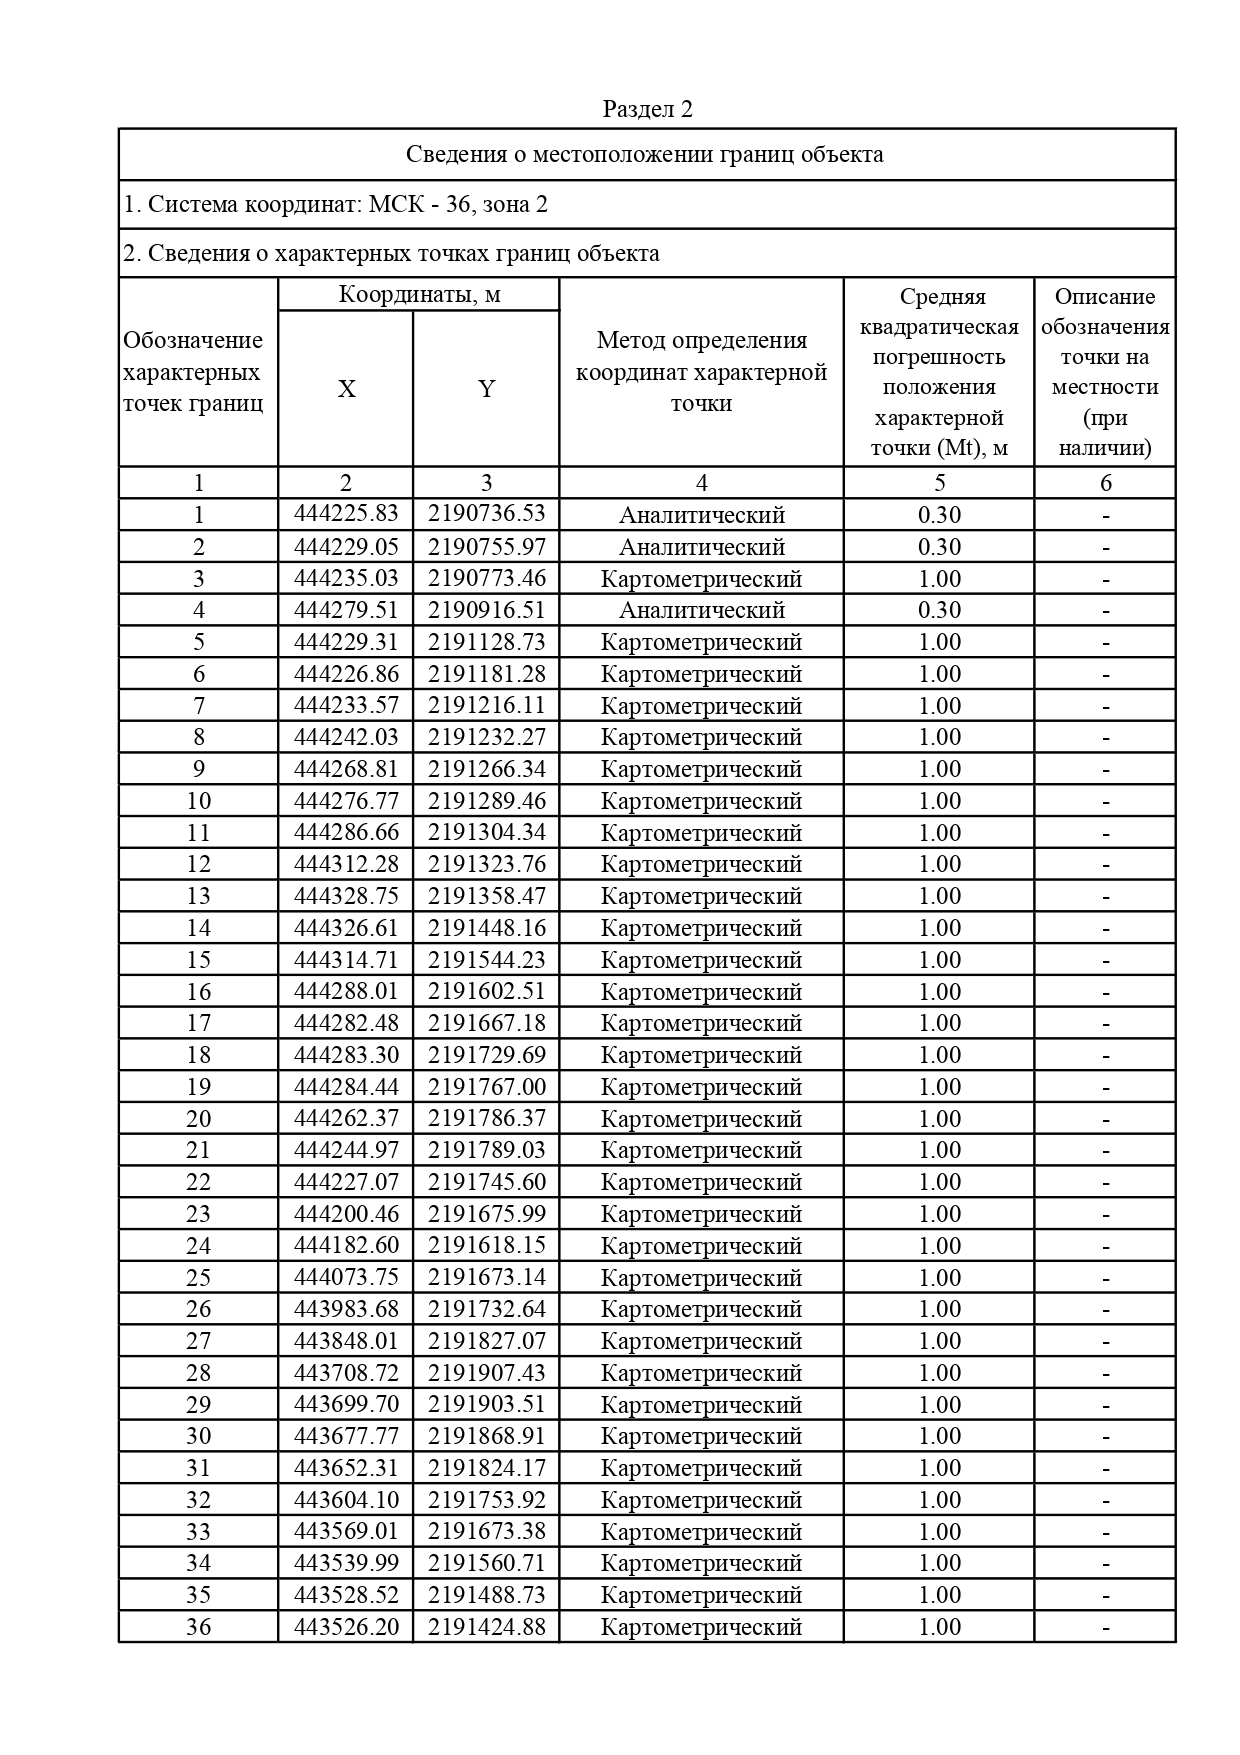 Раздел 2
Сведения о местоположении границ объекта
1. Система координат: МСК - 36, зона 2
2. Сведения о характерных точках границ объекта
Обозначение
характерных
точек границ
Координаты, м
X Y
Метод определения
координат характерной
точки
Средняя
квадратическая
погрешность
положения
характерной
точки (Mt), м
Описание
обозначения
точки на
местности
(при
наличии)
1 2 3 4 5 6
1 444225.83 2190736.53 Аналитический 0.30 -
2 444229.05 2190755.97 Аналитический 0.30 -
3 444235.03 2190773.46 Картометрический 1.00 -
4 444279.51 2190916.51 Аналитический 0.30 -
5 444229.31 2191128.73 Картометрический 1.00 -
6 444226.86 2191181.28 Картометрический 1.00 -
7 444233.57 2191216.11 Картометрический 1.00 -
8 444242.03 2191232.27 Картометрический 1.00 -
9 444268.81 2191266.34 Картометрический 1.00 -
10 444276.77 2191289.46 Картометрический 1.00 -
11 444286.66 2191304.34 Картометрический 1.00 -
12 444312.28 2191323.76 Картометрический 1.00 -
13 444328.75 2191358.47 Картометрический 1.00 -
14 444326.61 2191448.16 Картометрический 1.00 -
15 444314.71 2191544.23 Картометрический 1.00 -
16 444288.01 2191602.51 Картометрический 1.00 -
17 444282.48 2191667.18 Картометрический 1.00 -
18 444283.30 2191729.69 Картометрический 1.00 -
19 444284.44 2191767.00 Картометрический 1.00 -
20 444262.37 2191786.37 Картометрический 1.00 -
21 444244.97 2191789.03 Картометрический 1.00 -
22 444227.07 2191745.60 Картометрический 1.00 -
23 444200.46 2191675.99 Картометрический 1.00 -
24 444182.60 2191618.15 Картометрический 1.00 -
25 444073.75 2191673.14 Картометрический 1.00 -
26 443983.68 2191732.64 Картометрический 1.00 -
27 443848.01 2191827.07 Картометрический 1.00 -
28 443708.72 2191907.43 Картометрический 1.00 -
29 443699.70 2191903.51 Картометрический 1.00 -
30 443677.77 2191868.91 Картометрический 1.00 -
31 443652.31 2191824.17 Картометрический 1.00 -
32 443604.10 2191753.92 Картометрический 1.00 -
33 443569.01 2191673.38 Картометрический 1.00 -
34 443539.99 2191560.71 Картометрический 1.00 -
35 443528.52 2191488.73 Картометрический 1.00 -
36 443526.20 2191424.88 Картометрический 1.00 -